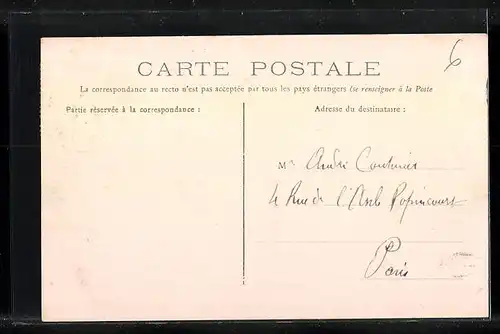 6
CARTE POSTALE
La correspondance au recto n'est pas acceptée par tous les pays étrangers (se renseigner à la Poste
Partie réservée à la correspondance :
Adresse du destinataire :
Mr André Couturier
4 Rue de l'Asile Popincourt
Paris